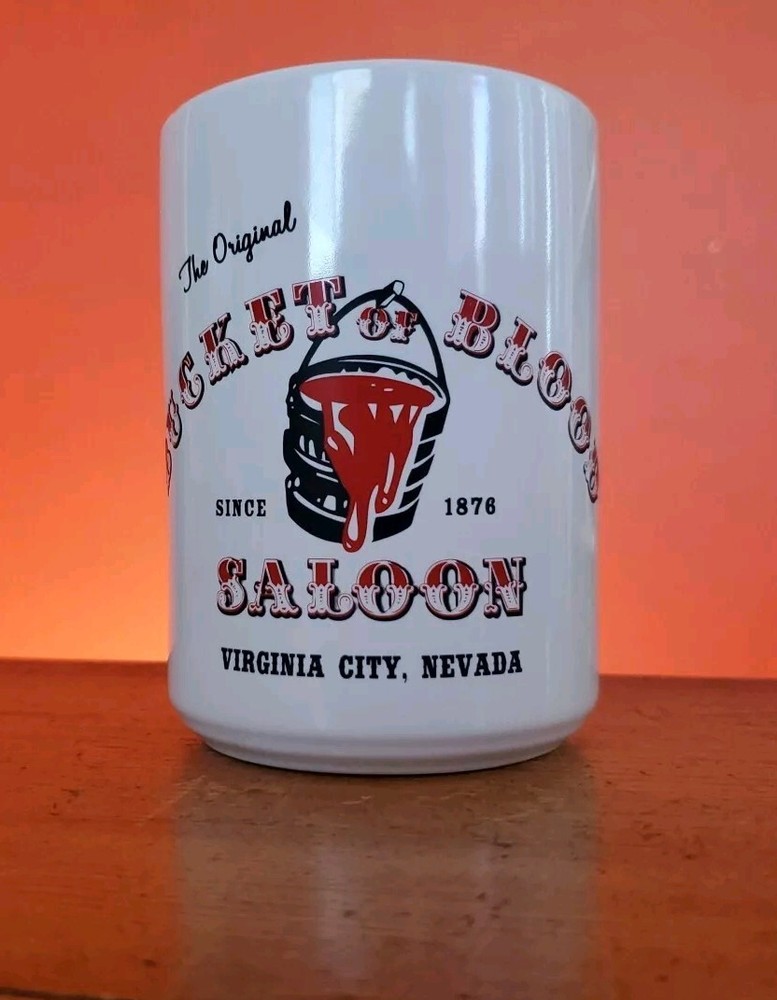 The Original
BUCKET OF BLOOD
SINCE 1876
SALOON
VIRGINIA CITY, NEVADA